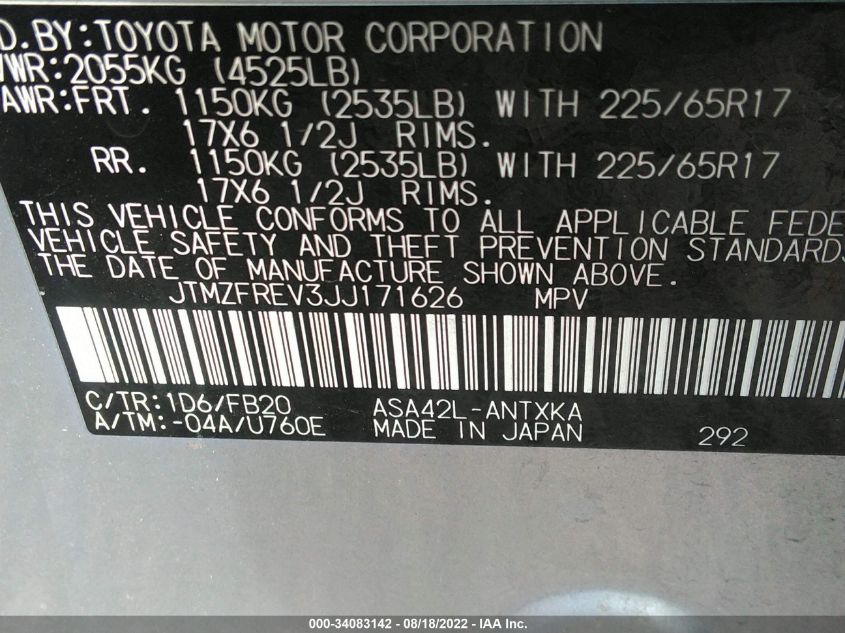 D.BY:TOYOTA MOTOR CORPORATION
VWR:2055KG (4525LB)
AWR:FRT. 1150KG (2535LB) WITH 225/65R17
17X6 1/2J RIMS.
RR. 1150KG (2535LB) WITH 225/65R17
17X6 1/2J RIMS.
THIS VEHICLE CONFORMS TO ALL APPLICABLE FEDE
VEHICLE SAFETY AND THEFT PREVENTION STANDARDS
THE DATE OF MANUFACTURE SHOWN ABOVE.
JTMZFREV3JJ171626 MPV
C/TR:1D6/FB20 ASA42L-ANTXKA
A/TM:-04A/U760E MADE IN JAPAN 292
000-34083142 - 08/18/2022 - IAA Inc.